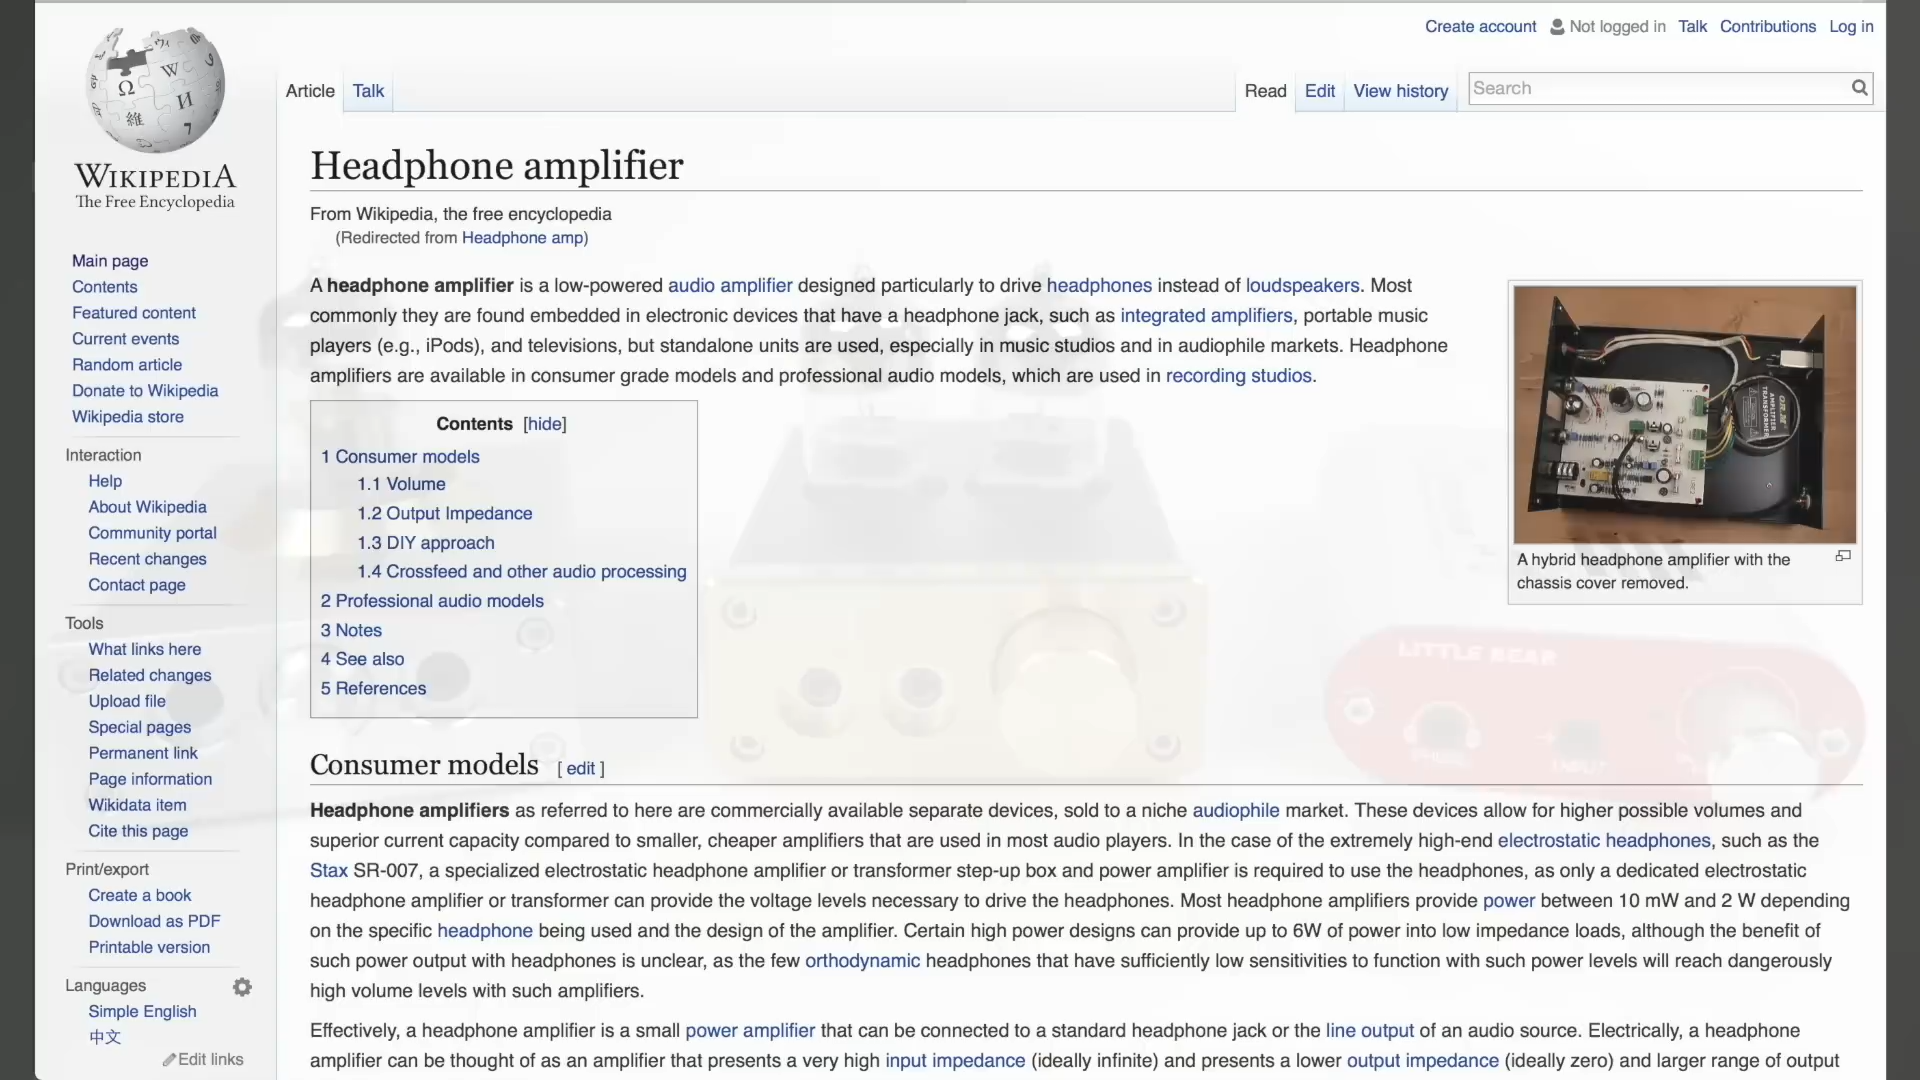 Create account Not logged in Talk Contributions Log in
Article Talk Read Edit View history Search
WIKIPEDIA
The Free Encyclopedia
Main page
Contents
Featured content
Current events
Random article
Donate to Wikipedia
Wikipedia store
Interaction
Help
About Wikipedia
Community portal
Recent changes
Contact page
Tools
What links here
Related changes
Upload file
Special pages
Permanent link
Page information
Wikidata item
Cite this page
Print/export
Create a book
Download as PDF
Printable version
Languages
Simple English
中文
Edit links
Headphone amplifier
From Wikipedia, the free encyclopedia
(Redirected from Headphone amp)
A headphone amplifier is a low-powered audio amplifier designed particularly to drive headphones instead of loudspeakers. Most
commonly they are found embedded in electronic devices that have a headphone jack, such as integrated amplifiers, portable music
players (e.g., iPods), and televisions, but standalone units are used, especially in music studios and in audiophile markets. Headphone
amplifiers are available in consumer grade models and professional audio models, which are used in recording studios.
AMPLIFIER
TRANSFORMER
A hybrid headphone amplifier with the
chassis cover removed.
Contents [hide]
1 Consumer models
1.1 Volume
1.2 Output Impedance
1.3 DIY approach
1.4 Crossfeed and other audio processing
2 Professional audio models
3 Notes
4 See also
5 References
LITTLE BEAR
Consumer models [ edit ]
Headphone amplifiers as referred to here are commercially available separate devices, sold to a niche audiophile market. These devices allow for higher possible volumes and
superior current capacity compared to smaller, cheaper amplifiers that are used in most audio players. In the case of the extremely high-end electrostatic headphones, such as the
Stax SR-007, a specialized electrostatic headphone amplifier or transformer step-up box and power amplifier is required to use the headphones, as only a dedicated electrostatic
headphone amplifier or transformer can provide the voltage levels necessary to drive the headphones. Most headphone amplifiers provide power between 10 mW and 2 W depending
on the specific headphone being used and the design of the amplifier. Certain high power designs can provide up to 6W of power into low impedance loads, although the benefit of
such power output with headphones is unclear, as the few orthodynamic headphones that have sufficiently low sensitivities to function with such power levels will reach dangerously
high volume levels with such amplifiers.
Effectively, a headphone amplifier is a small power amplifier that can be connected to a standard headphone jack or the line output of an audio source. Electrically, a headphone
amplifier can be thought of as an amplifier that presents a very high input impedance (ideally infinite) and presents a lower output impedance (ideally zero) and larger range of output